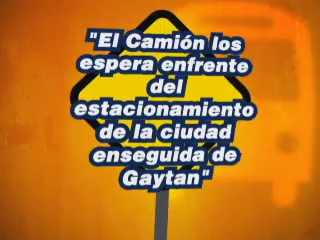 "El Camión los
espera enfrente
del
estacionamiento
de la ciudad
enseguida de
Gaytan"